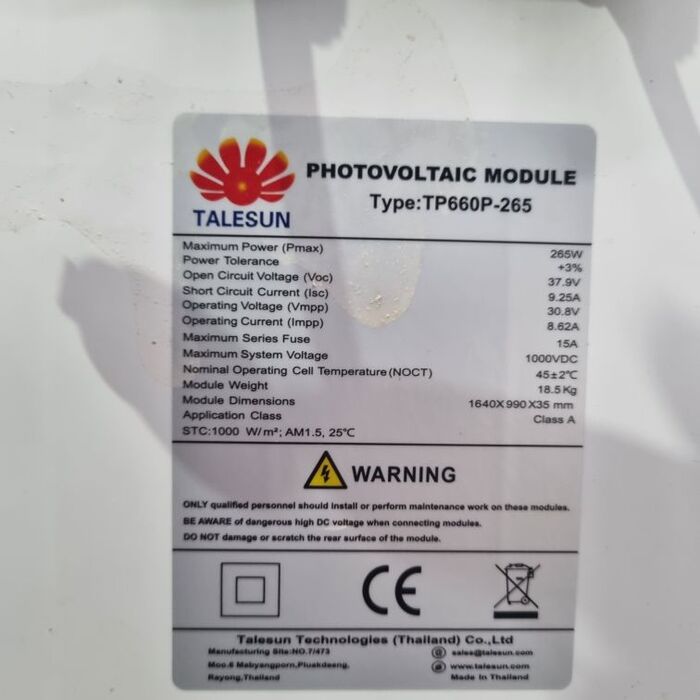 TALESUN
PHOTOVOLTAIC MODULE
Type:TP660P-265
Maximum Power (Pmax) 265W
Power Tolerance +3%
Open Circuit Voltage (Voc) 37.9V
Short Circuit Current (Isc) 9.25A
Operating Voltage (Vmpp) 30.8V
Operating Current (Impp) 8.62A
Maximum Series Fuse 15A
Maximum System Voltage 1000VDC
Nominal Operating Cell Temperature(NOCT) 45±2℃
Module Weight 18.5Kg
Module Dimensions 1640X990X35 mm
Application Class Class A
STC:1000 W/m²; AM1.5, 25℃
WARNING
ONLY qualified personnel should install or perform maintenance work on these modules.
BE AWARE of dangerous high DC voltage when connecting modules.
DO NOT damage or scratch the rear surface of the module.
CE
Talesun Technologies (Thailand) Co.,Ltd
Manufacturing Site:NO.7/473 sales@talesun.com
Moo.6 Mabyangporn,Pluakdaeng, www.talesun.com
Rayong,Thailand Made in Thailand